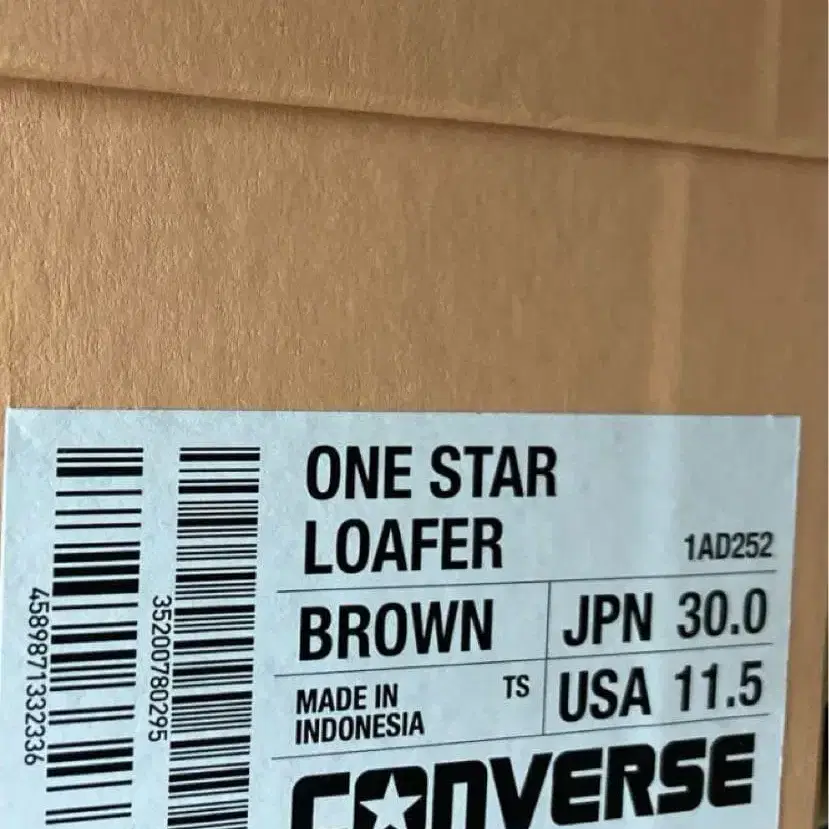 ONE STAR
LOAFER
1AD252
BROWN
JPN 30.0
MADE IN
INDONESIA
TS
USA 11.5
CONVERSE
4589871332336
35200780295